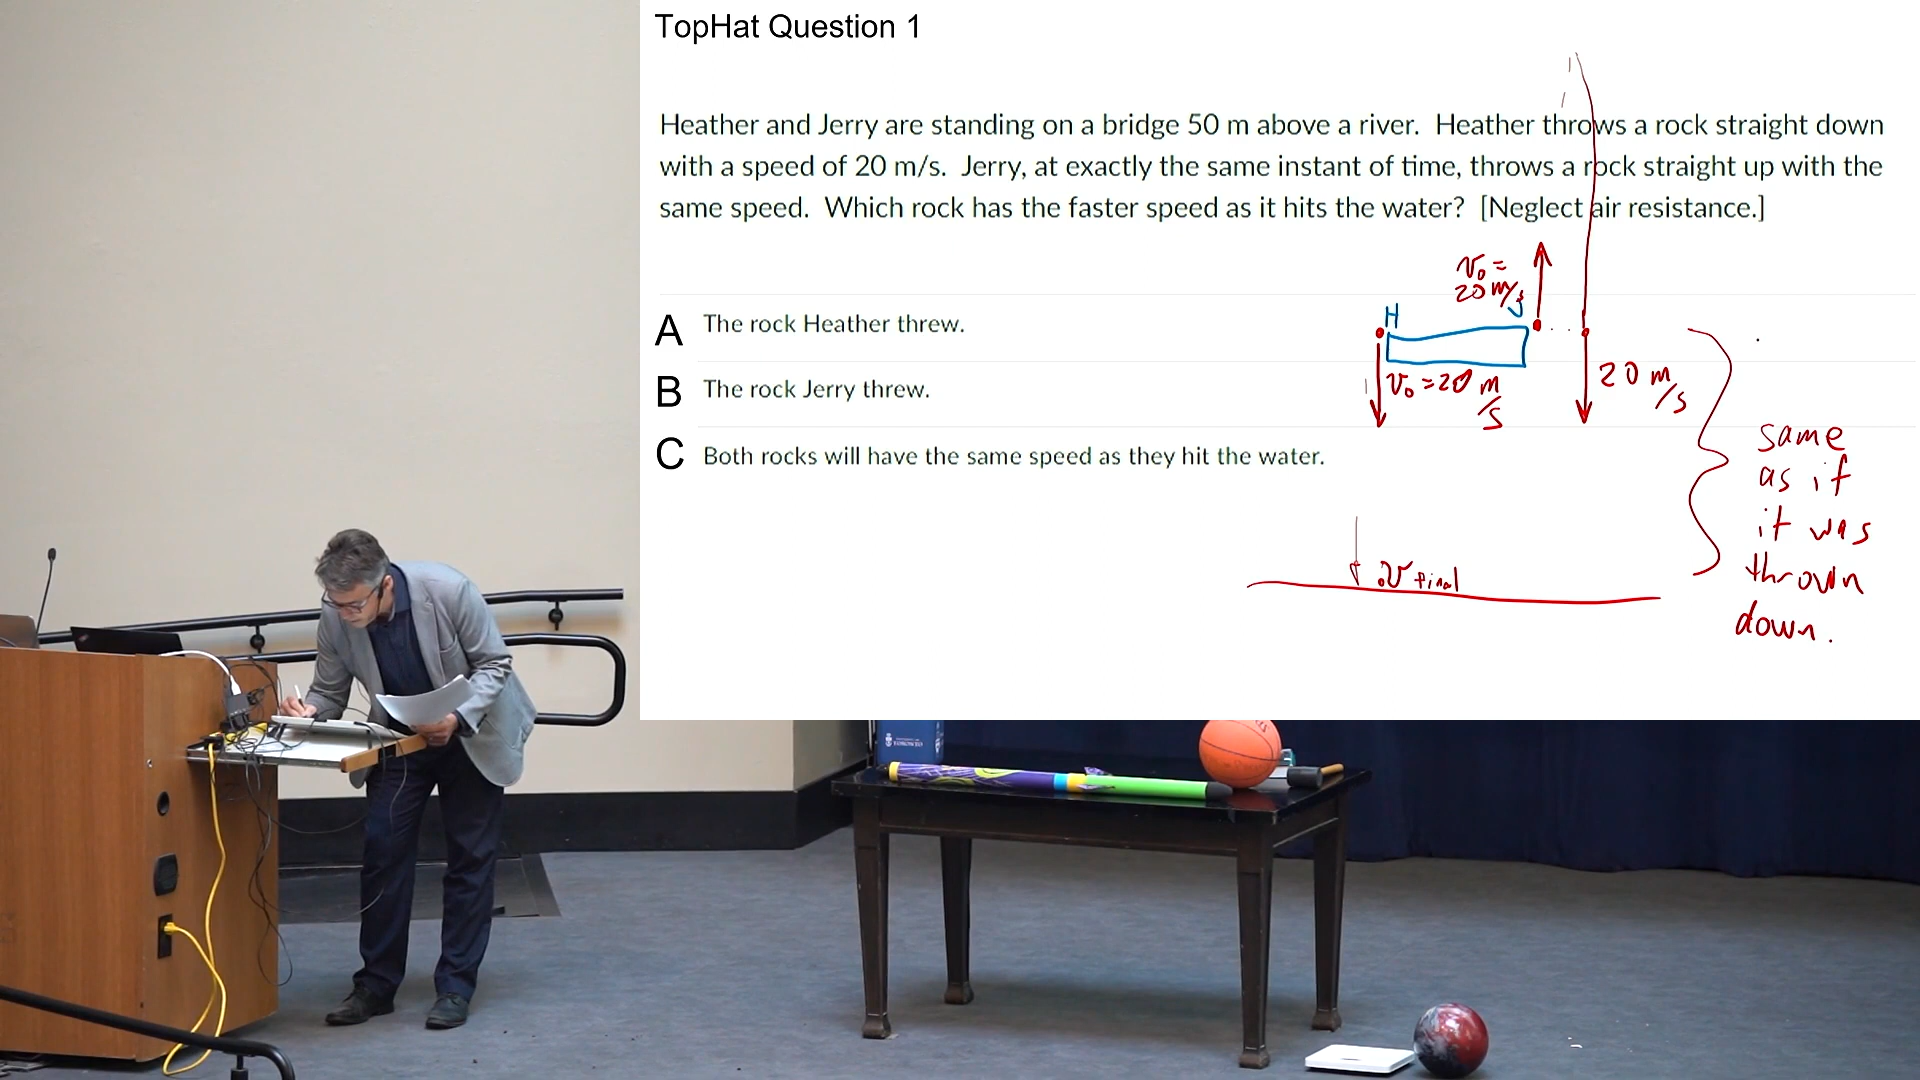 TopHat Question 1
Heather and Jerry are standing on a bridge 50 m above a river. Heather throws a rock straight down
with a speed of 20 m/s. Jerry, at exactly the same instant of time, throws a rock straight up with the
same speed. Which rock has the faster speed as it hits the water? [Neglect air resistance.]
v₀ =
20 m/s
H
J
A The rock Heather threw.
B The rock Jerry threw.
v₀ = 20 m/s
20 m/s
C Both rocks will have the same speed as they hit the water.
same
as if
it was
thrown
down.
v final
UNIVERSITY OF
TORONTO